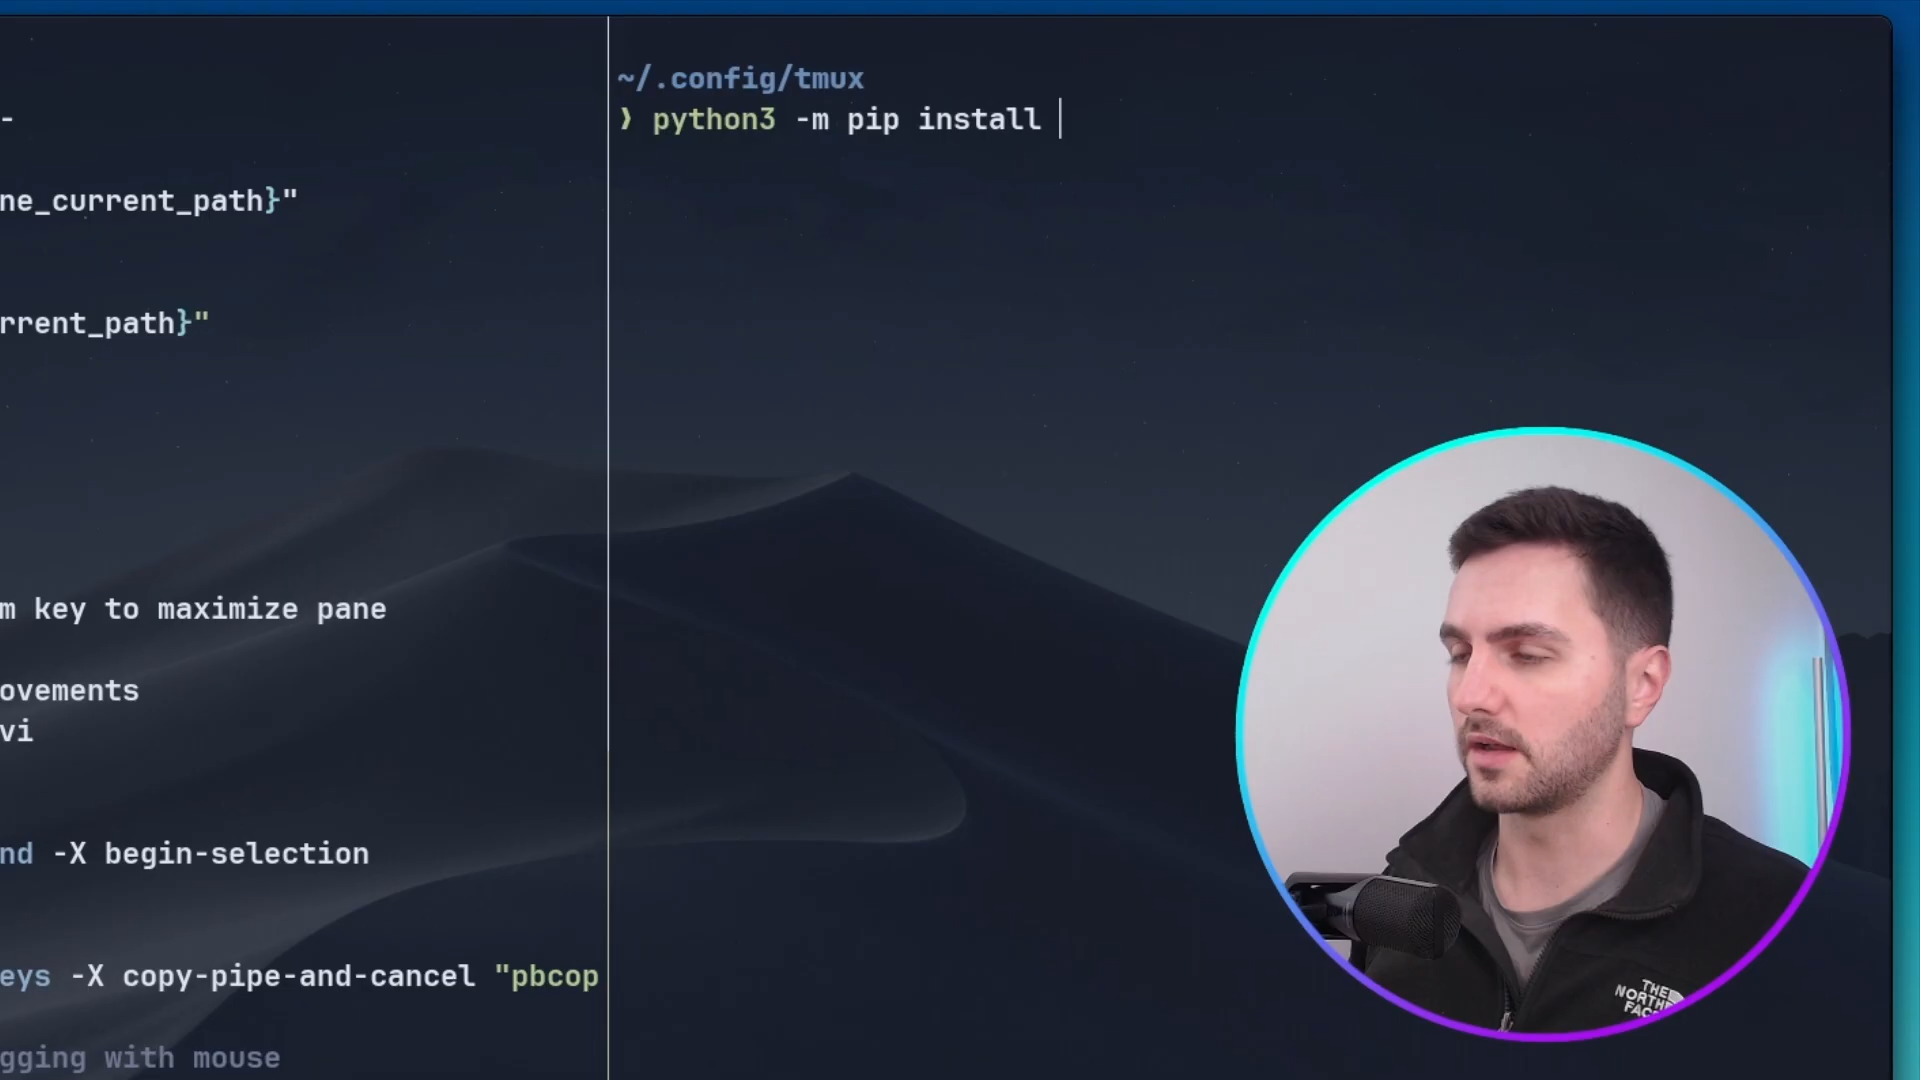 -
ne_current_path}"
rrent_path}"
m key to maximize pane
ovements
vi
nd -X begin-selection
eys -X copy-pipe-and-cancel "pbcop
gging with mouse
~/.config/tmux
❯ python3 -m pip install
THE
NORTH
FACE